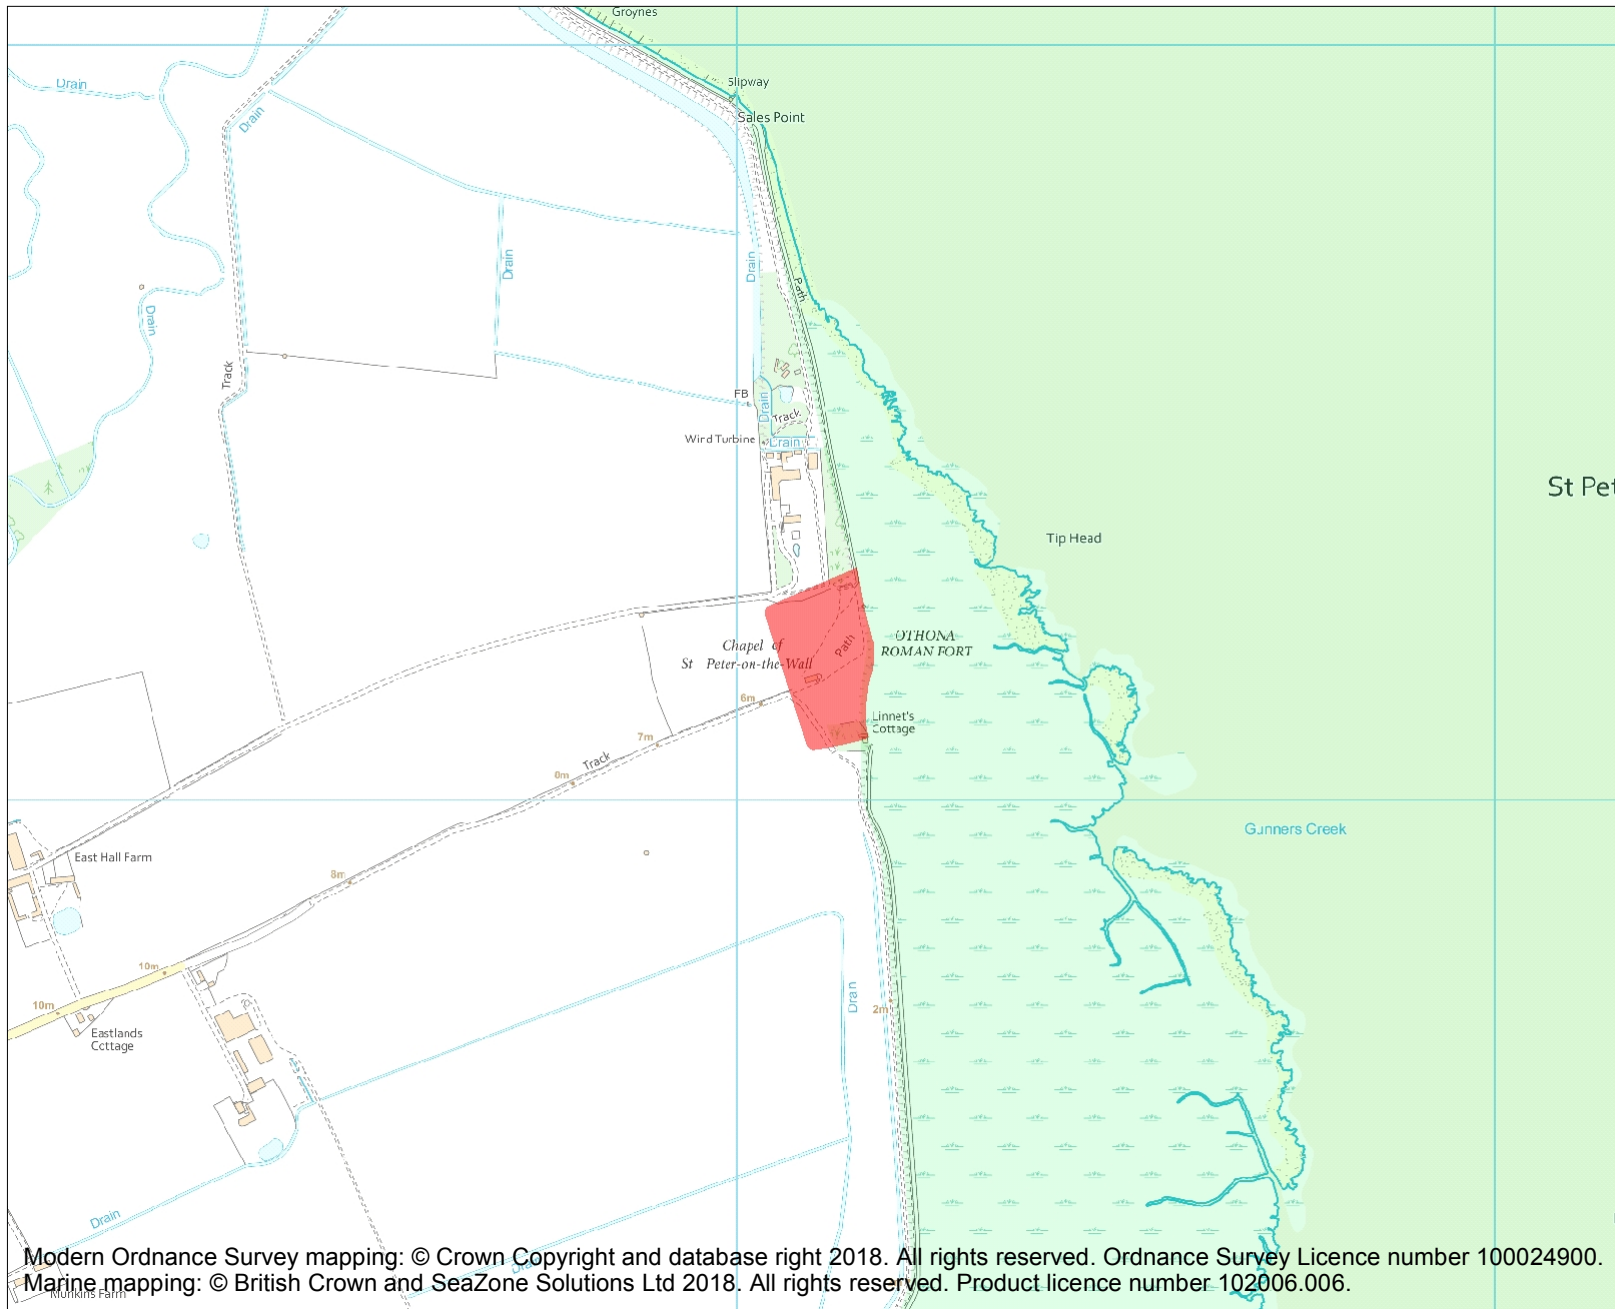 Groynes
Slipway
Sales Point
Drain
Drain
Drain
Drain
Drain
Path
Track
FB
Drain
Track
Wind Turbine
Drain
St Pet
Tip Head
Chapel of
St Peter-on-the-Wall
Path
OTHONA
ROMAN FORT
6m
Linnet's
Cottage
7m
Track
8m
Gunners Creek
East Hall Farm
8m
10m
10m
Eastlands
Cottage
Drain
2m
Drain
Drain
Modern Ordnance Survey mapping: © Crown Copyright and database right 2018. All rights reserved. Ordnance Survey Licence number 100024900.
Marine mapping: © British Crown and SeaZone Solutions Ltd 2018. All rights reserved. Product licence number 102006.006.
Munkins Farm